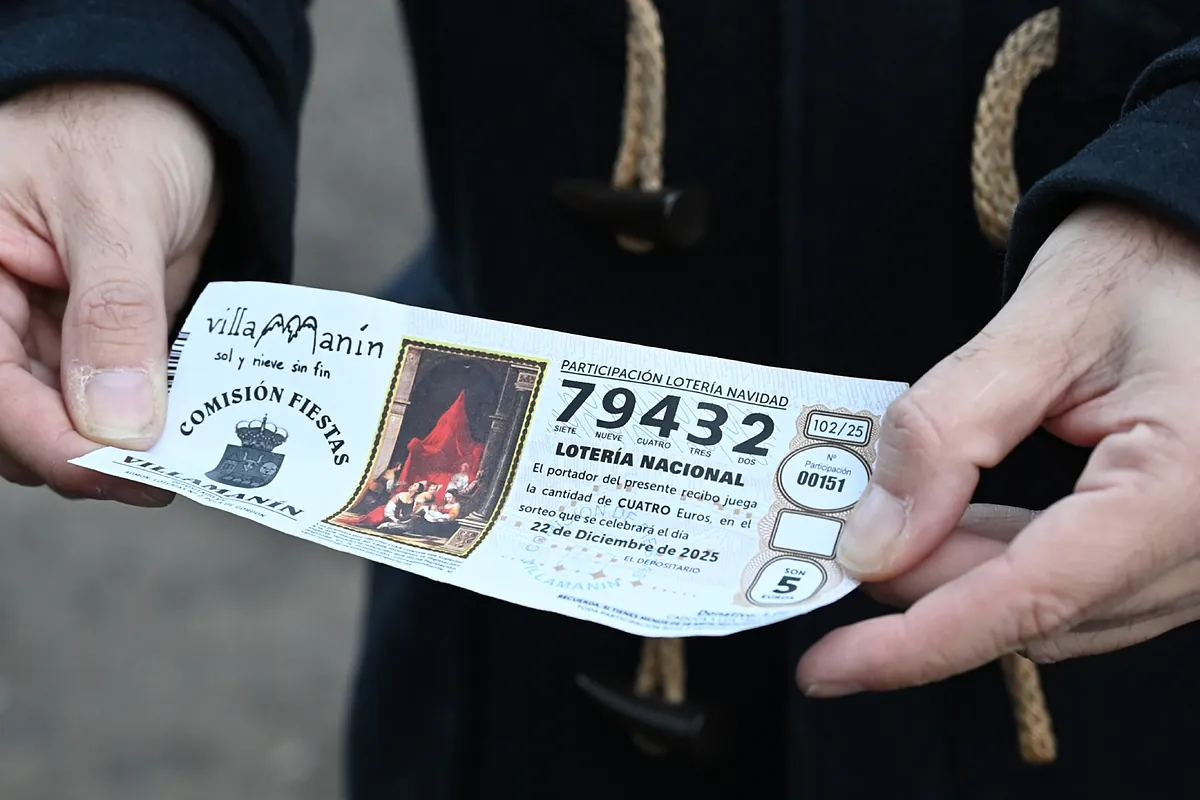 villaManín
sol y nieve sin fin
COMISIÓN FIESTAS
VILLAMANÍN
PARTICIPACIÓN LOTERÍA NAVIDAD
79432
SIETE NUEVE CUATRO TRES DOS
LOTERÍA NACIONAL
El portador del presente recibo juega
la cantidad de CUATRO Euros, en el
sorteo que se celebrará el día
22 de Diciembre de 2025
EL DEPOSITARIO
VILLAMANIN
102/25
Nº
Participación
00151
SON
5
EUROS